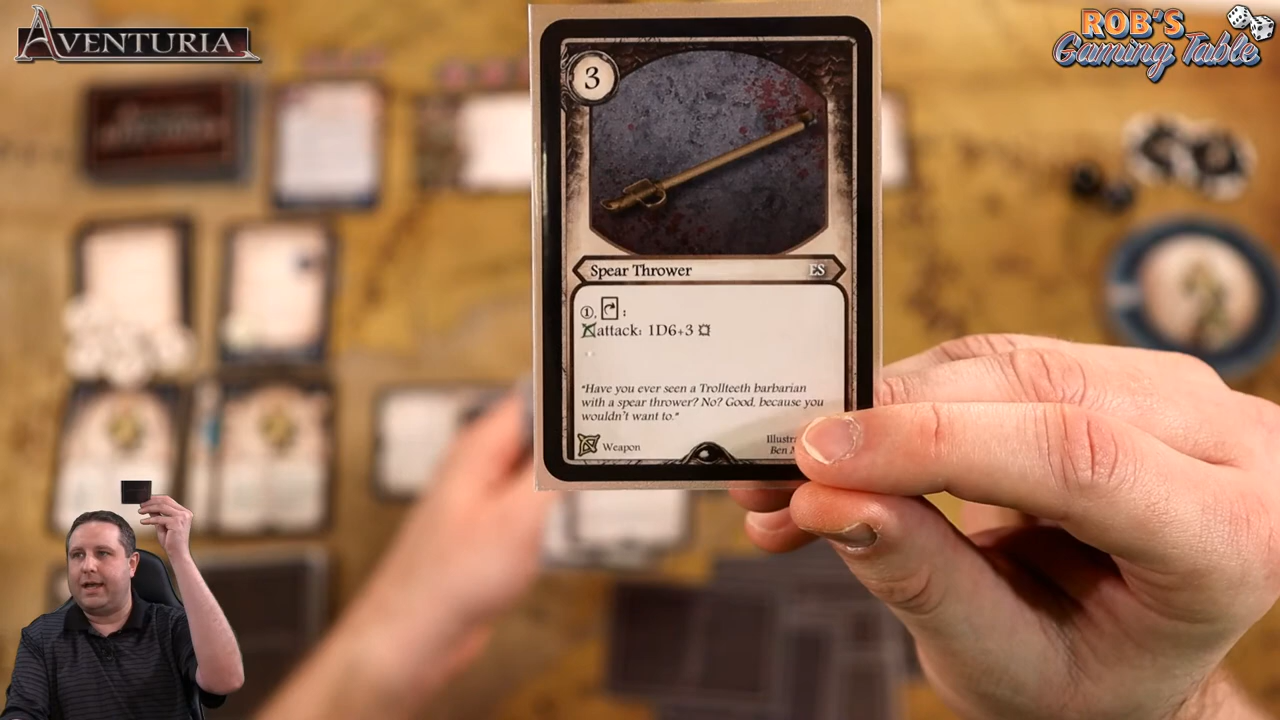 AVENTURIA
ROB'S
Gaming Table
3
Spear Thrower ES
①,
attack: 1D6+3
"Have you ever seen a Trollteeth barbarian
with a spear thrower? No? Good, because you
wouldn't want to."
Weapon
Ben